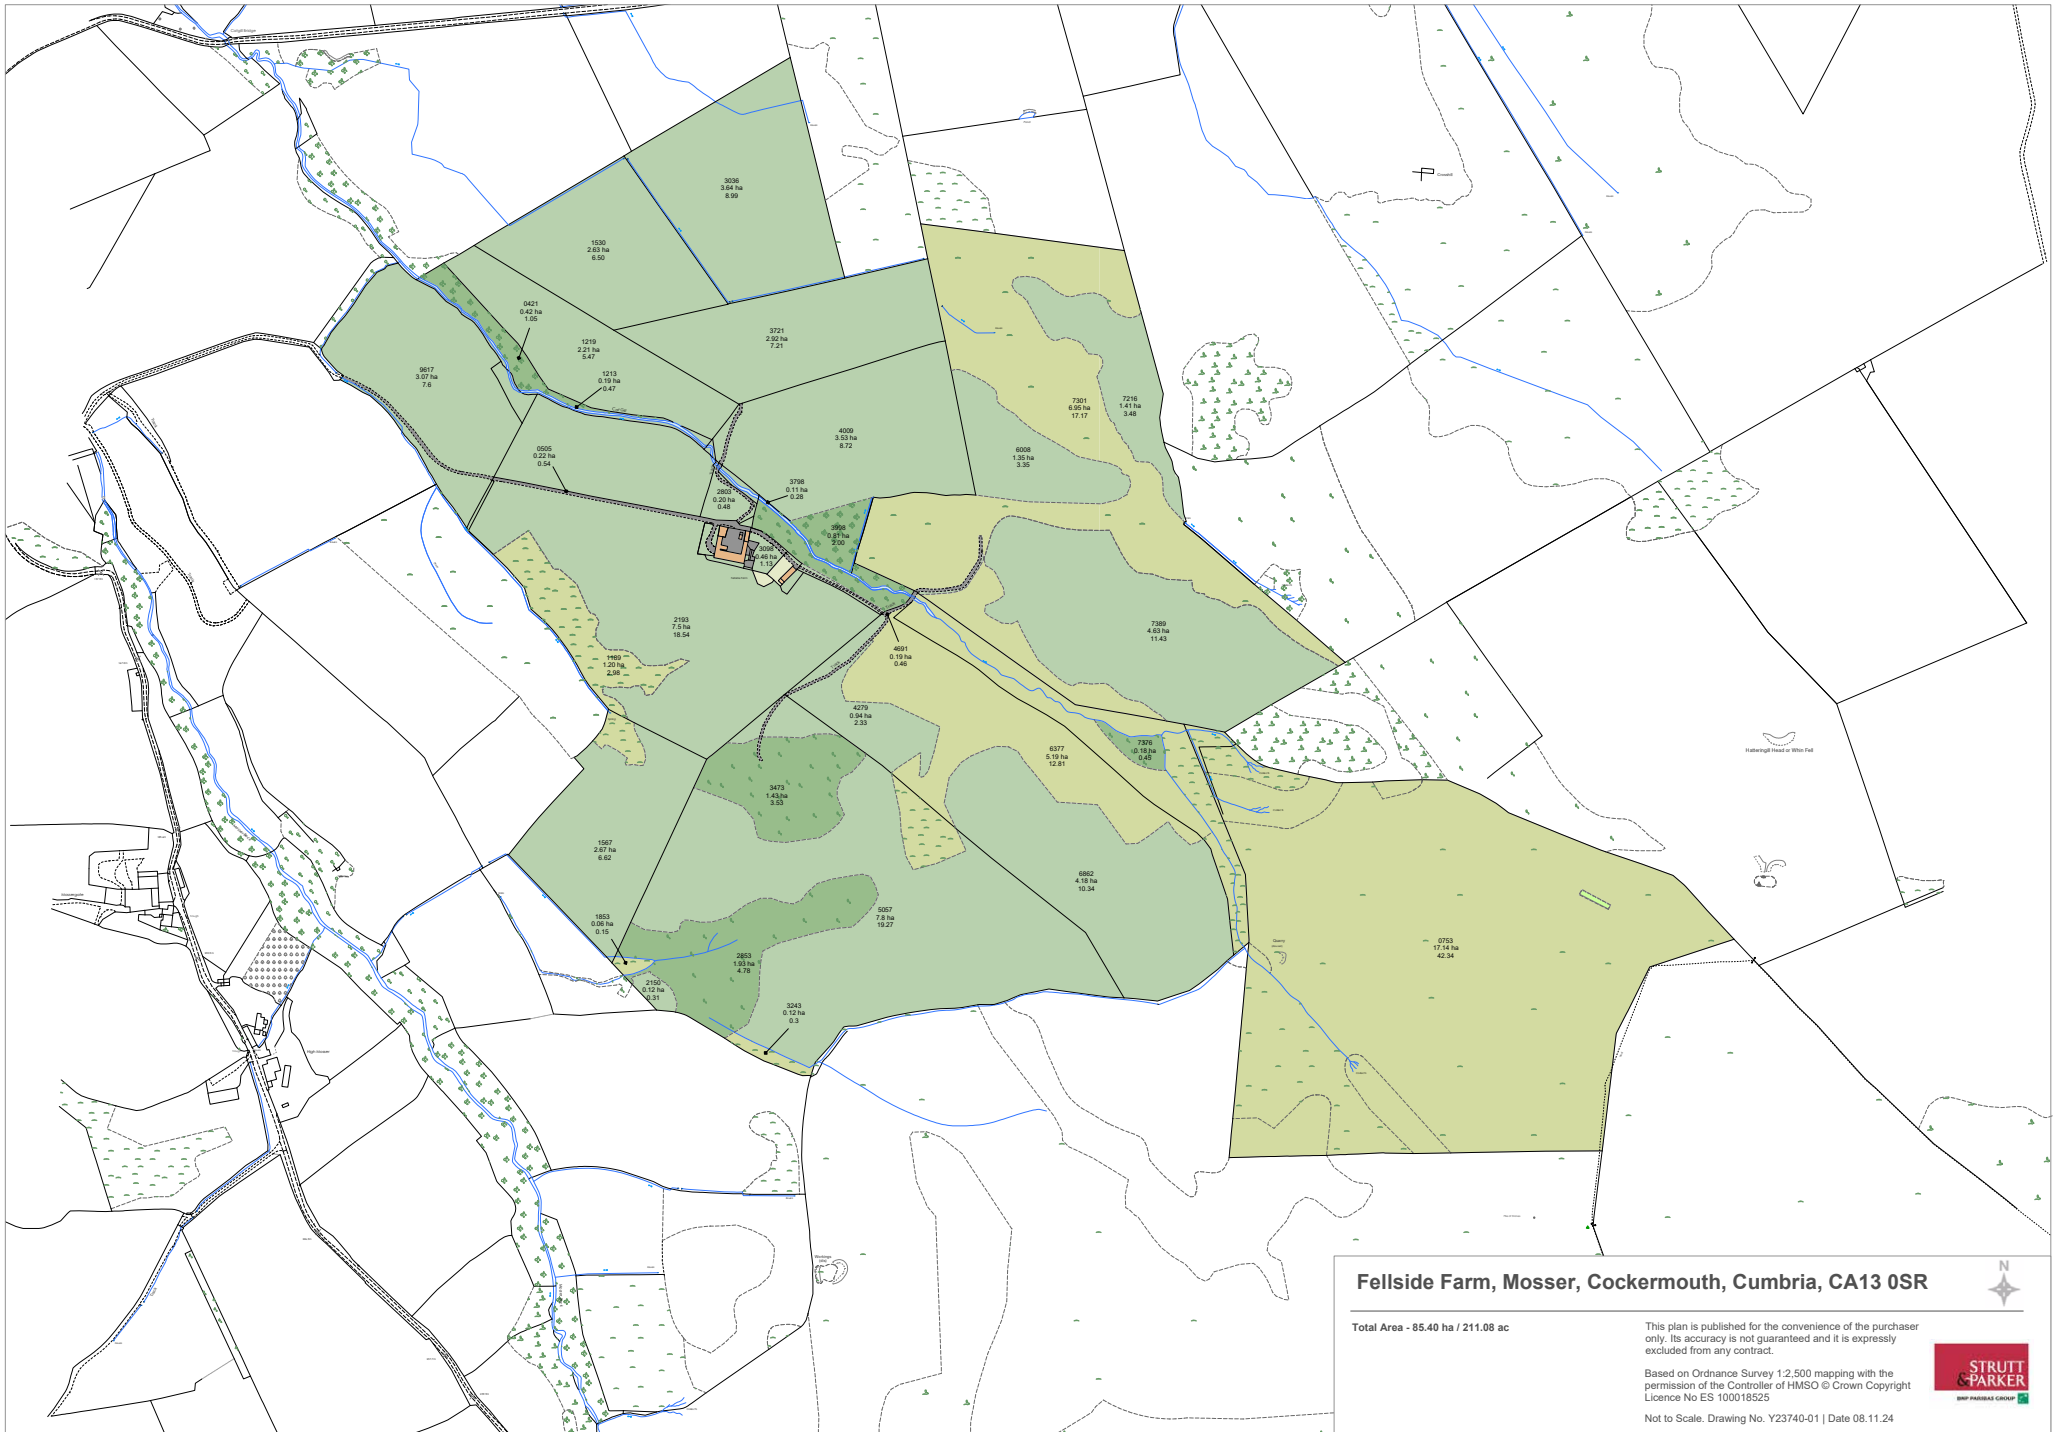 3036
3.64 ha
8.99
1530
2.63 ha
6.50
0421
0.42 ha
1.05
1219
2.21 ha
5.47
1213
0.19 ha
0.47
3721
2.92 ha
7.21
9617
3.07 ha
7.6
7301
6.95 ha
17.17
7216
1.41 ha
3.48
4009
3.53 ha
8.72
6008
1.35 ha
3.35
0505
0.22 ha
0.54
2803
0.20 ha
0.48
3798
0.11 ha
0.28
3998
0.81 ha
2.00
3098
0.46 ha
1.13
2193
7.5 ha
18.54
1169
1.20 ha
2.98
4691
0.19 ha
0.46
7389
4.63 ha
11.43
4279
0.94 ha
2.33
6377
5.19 ha
12.81
7376
0.18 ha
0.45
Hatteringill Head or Whin Fell
3473
1.43 ha
3.53
1567
2.67 ha
6.62
6862
4.18 ha
10.34
1853
0.06 ha
0.15
5057
7.8 ha
19.27
0753
17.14 ha
42.34
2853
1.93 ha
4.78
2150
0.12 ha
0.31
3243
0.12 ha
0.3
High Mosser
Fellside Farm, Mosser, Cockermouth, Cumbria, CA13 0SR
N
Total Area - 85.40 ha / 211.08 ac
This plan is published for the convenience of the purchaser
only. Its accuracy is not guaranteed and it is expressly
excluded from any contract.
Based on Ordnance Survey 1:2,500 mapping with the
permission of the Controller of HMSO © Crown Copyright
Licence No ES 100018525
Not to Scale. Drawing No. Y23740-01 | Date 08.11.24
STRUTT
&PARKER
BNP PARIBAS GROUP